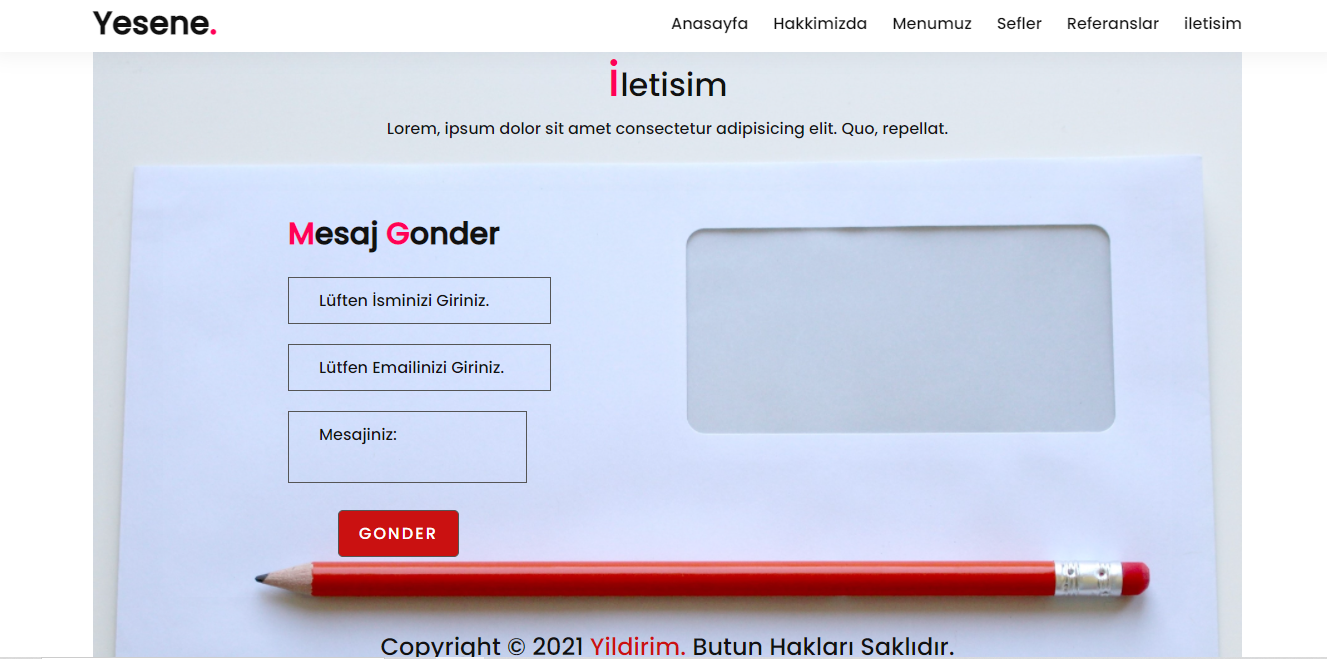 Yesene.
Anasayfa Hakkimizda Menumuz Sefler Referanslar iletisim
İletisim
Lorem, ipsum dolor sit amet consectetur adipisicing elit. Quo, repellat.
Mesaj Gonder
Lüften İsminizi Giriniz.
Lütfen Emailinizi Giriniz.
Mesajiniz:
GONDER
Copyright © 2021 Yildirim. Butun Hakları Saklıdır.